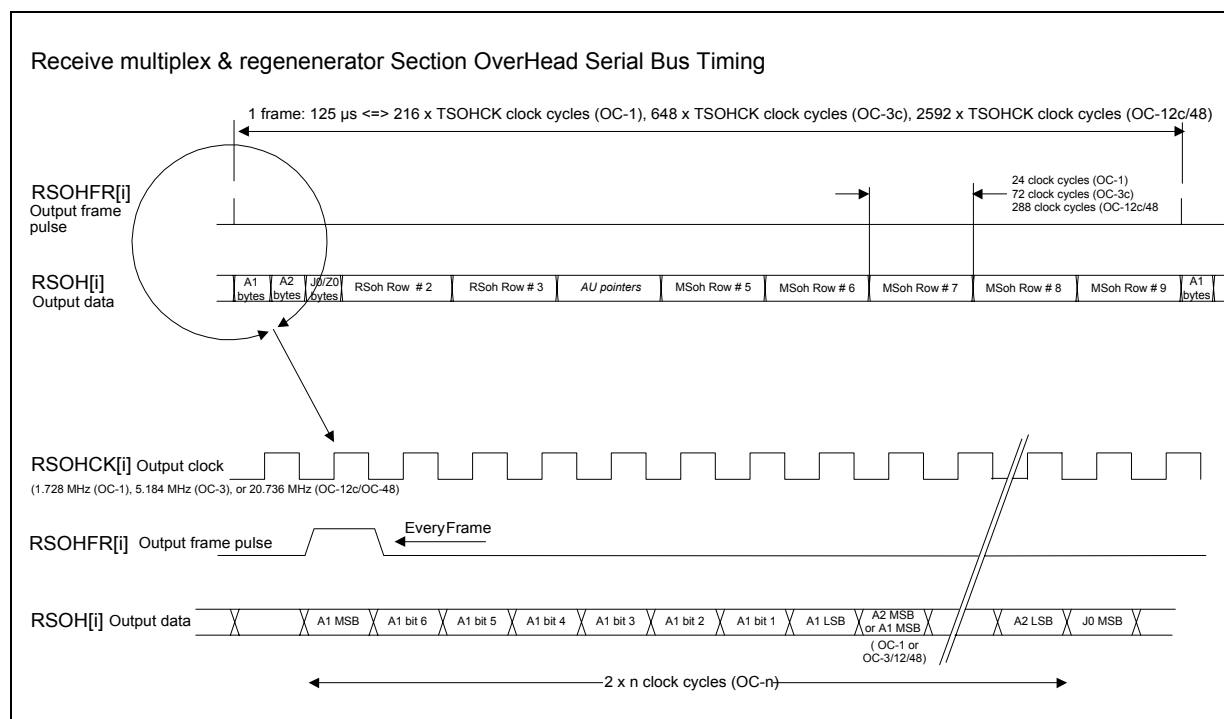 Receive multiplex & regenenerator Section OverHead Serial Bus Timing
1 frame: 125 µs <=> 216 x TSOHCK clock cycles (OC-1), 648 x TSOHCK clock cycles (OC-3c), 2592 x TSOHCK clock cycles (OC-12c/48)
RSOHFR[i]
Output frame
pulse
24 clock cycles (OC-1)
72 clock cycles (OC-3c)
288 clock cycles (OC-12c/48
RSOH[i]
Output data
A1
bytes
A2
bytes
J0/Z0
bytes
RSoh Row # 2
RSoh Row # 3
AU pointers
MSoh Row # 5
MSoh Row # 6
MSoh Row # 7
MSoh Row # 8
MSoh Row # 9
A1
bytes
RSOHCK[i] Output clock
(1.728 MHz (OC-1), 5.184 MHz (OC-3), or 20.736 MHz (OC-12c/OC-48)
RSOHFR[i] Output frame pulse
EveryFrame
RSOH[i] Output data
A1 MSB
A1 bit 6
A1 bit 5
A1 bit 4
A1 bit 3
A1 bit 2
A1 bit 1
A1 LSB
A2 MSB
or A1 MSB
( OC-1 or
OC-3/12/48)
A2 LSB
J0 MSB
2 x n clock cycles (OC-n)